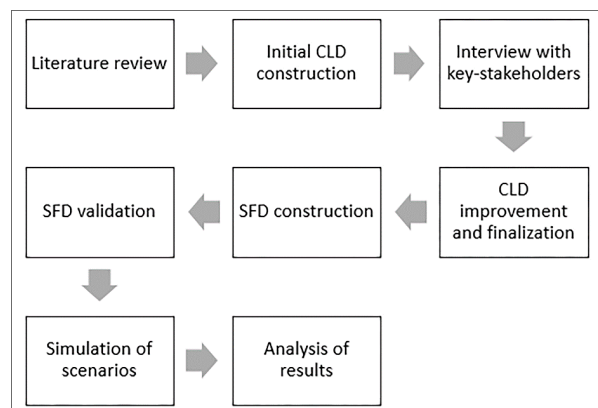 Literature review
Initial CLD
construction
Interview with
key-stakeholders
CLD
improvement
and finalization
SFD construction
SFD validation
Simulation of
scenarios
Analysis of
results